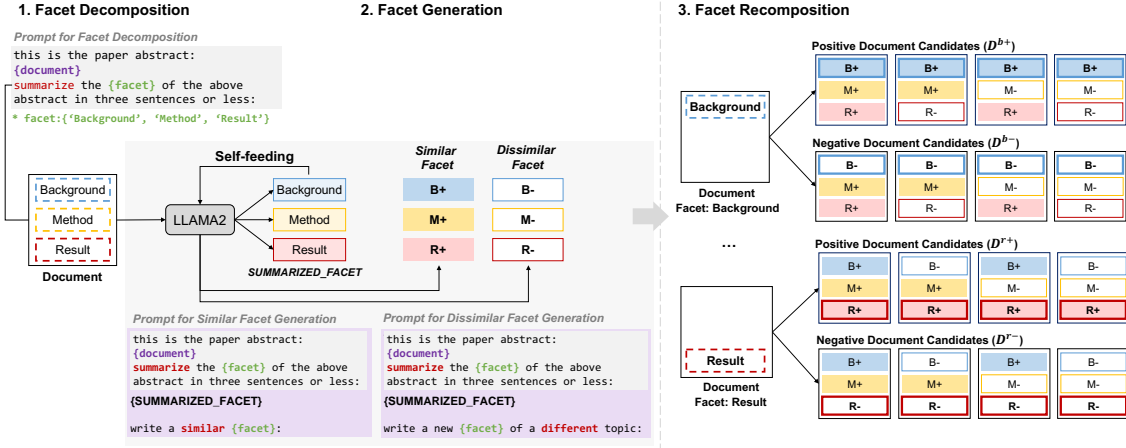 1. Facet Decomposition
Prompt for Facet Decomposition
this is the paper abstract:
{document}
summarize the {facet} of the above
abstract in three sentences or less:
* facet:{‘Background’, ‘Method’, ‘Result’}
Background
Method
Result
Document
2. Facet Generation
Self-feeding
LLAMA2
Background
Method
Result
SUMMARIZED_FACET
Similar
Facet
B+
M+
R+
Dissimilar
Facet
B-
M-
R-
Prompt for Similar Facet Generation
this is the paper abstract:
{document}
summarize the {facet} of the above
abstract in three sentences or less:
{SUMMARIZED_FACET}
write a similar {facet}:
Prompt for Dissimilar Facet Generation
this is the paper abstract:
{document}
summarize the {facet} of the above
abstract in three sentences or less:
{SUMMARIZED_FACET}
write a new {facet} of a different topic:
3. Facet Recomposition
Background
Document
Facet: Background
Positive Document Candidates (D^{b+})
B+ B+ B+ B+
M+ M+ M- M-
R+ R- R+ R-
Negative Document Candidates (D^{b-})
B- B- B- B-
M+ M+ M- M-
R+ R- R+ R-
...
Result
Document
Facet: Result
Positive Document Candidates (D^{r+})
B+ B- B+ B-
M+ M+ M- M-
R+ R+ R+ R+
Negative Document Candidates (D^{r-})
B+ B- B+ B-
M+ M+ M- M-
R- R- R- R-